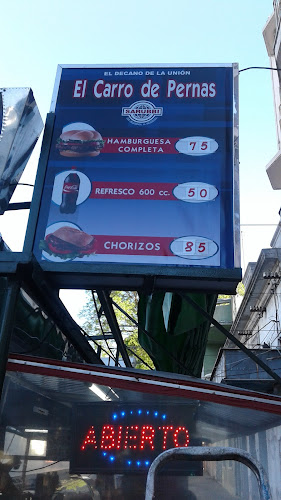 EL DECANO DE LA UNIÓN
El Carro de Pernas
SARUBBI
HAMBURGUESA COMPLETA 75
REFRESCO 600 cc. 50
CHORIZOS 85
ABIERTO